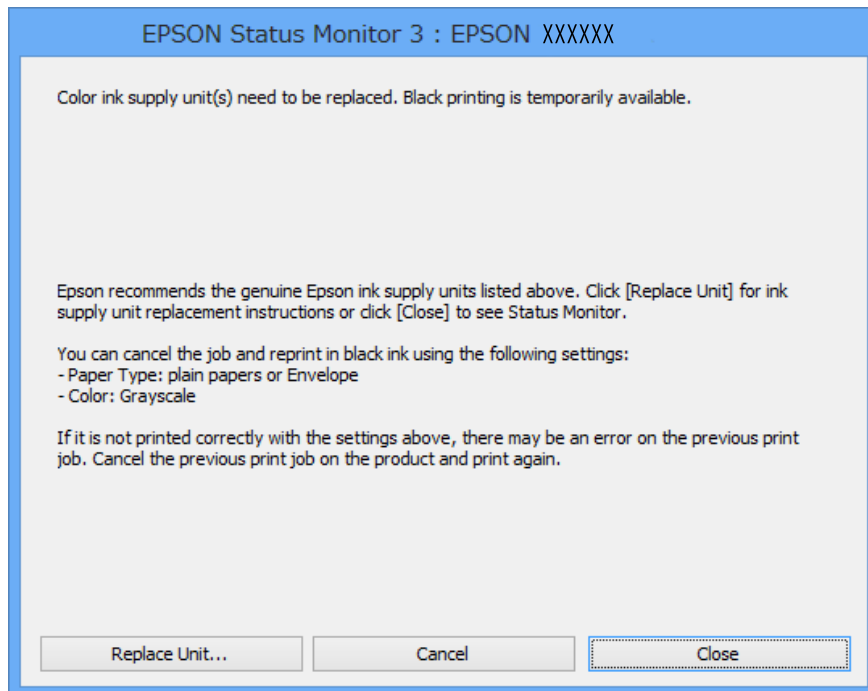 EPSON Status Monitor 3 : EPSON XXXXXX
Color ink supply unit(s) need to be replaced. Black printing is temporarily available.
Epson recommends the genuine Epson ink supply units listed above. Click [Replace Unit] for ink
supply unit replacement instructions or click [Close] to see Status Monitor.
You can cancel the job and reprint in black ink using the following settings:
- Paper Type: plain papers or Envelope
- Color: Grayscale
If it is not printed correctly with the settings above, there may be an error on the previous print
job. Cancel the previous print job on the product and print again.
Replace Unit... Cancel Close